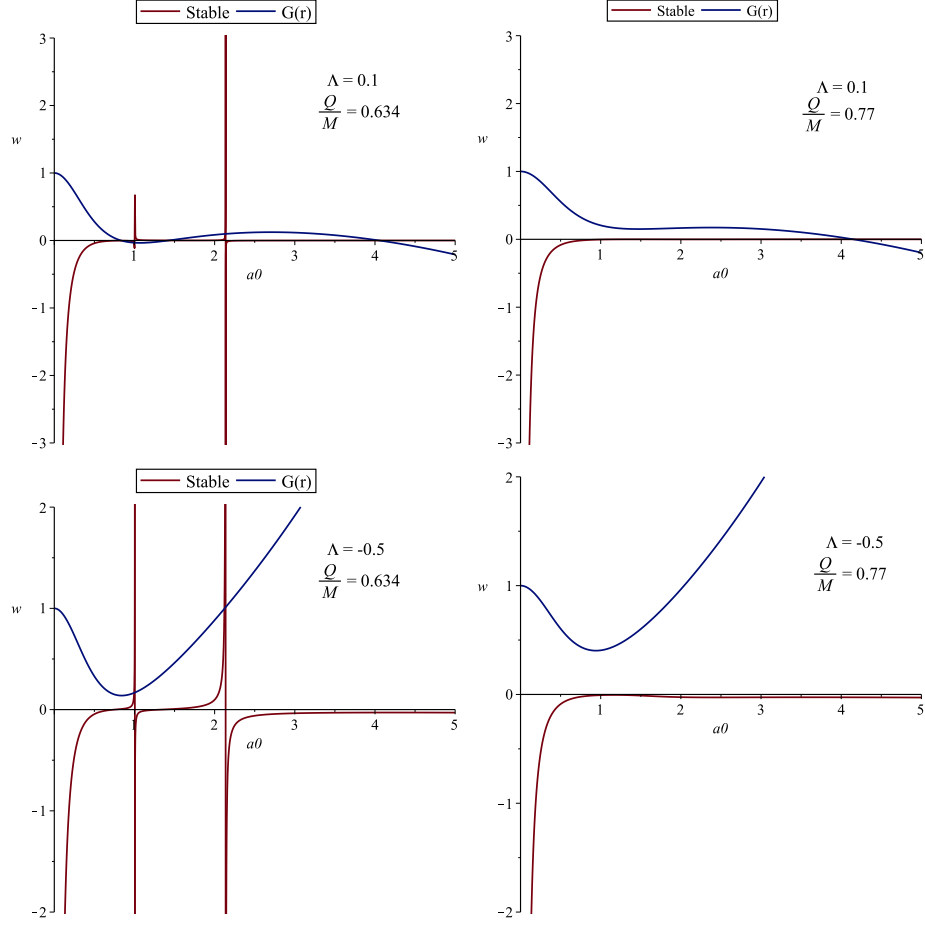 Stable G(r)
3
2
1
0
-1
-2
-3
w
1 2 3 4 5
a0
Λ = 0.1
Q
M = 0.634
Stable G(r)
3
2
1
0
-1
-2
-3
w
1 2 3 4 5
a0
Λ = 0.1
Q
M = 0.77
Stable G(r)
2
1
0
-1
-2
w
1 2 3 4 5
a0
Λ = -0.5
Q
M = 0.634
2
1
0
-1
-2
w
1 2 3 4 5
a0
Λ = -0.5
Q
M = 0.77